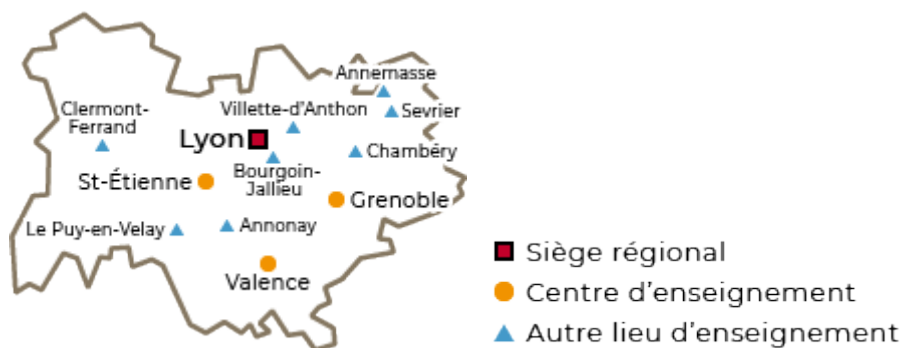 Annemasse
Clermont-
Ferrand
Villette-d'Anthon
Sevrier
Lyon
Chambéry
Bourgoin-
Jallieu
St-Étienne
Grenoble
Le Puy-en-Velay
Annonay
Valence
Siège régional
Centre d'enseignement
Autre lieu d'enseignement